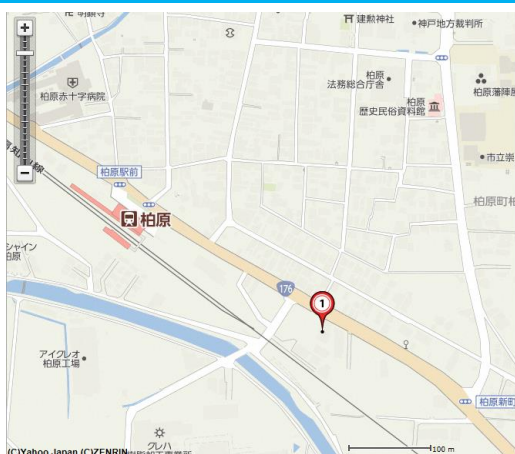 建勲神社
神戸地方裁判所
柏原
法務総合庁舎
柏原赤十字病院
柏原
歴史民俗資料館
柏原藩陣屋
市立崇
柏原駅前
柏原町柏
柏原
シャイン
柏原
176
1
アイクレオ
柏原工場
柏原新町
クレハ
100 m
(C)Yahoo Japan (C)ZENRIN